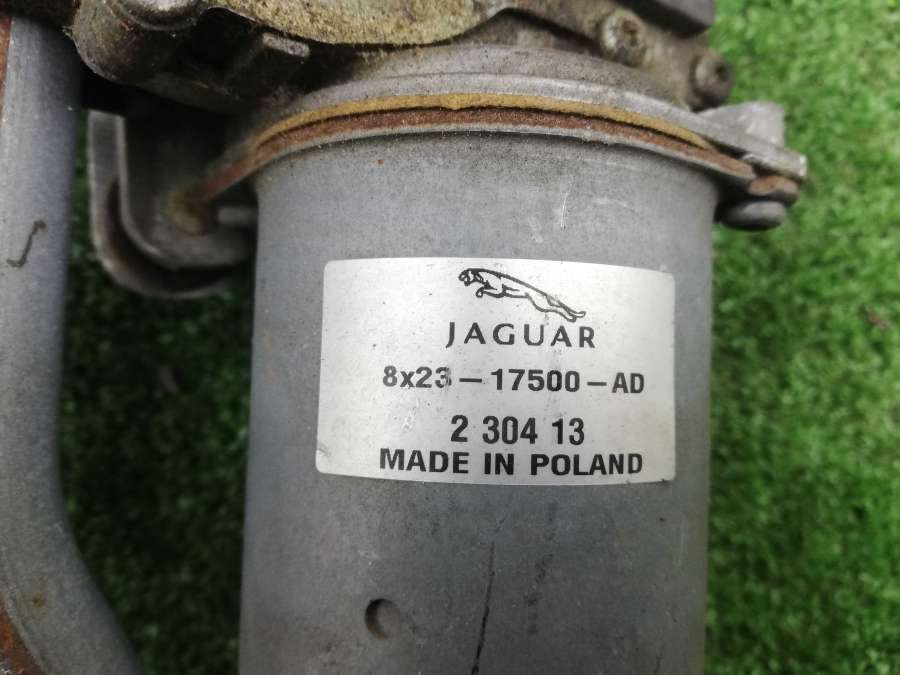 JAGUAR
8x23-17500-AD
2 304 13
MADE IN POLAND